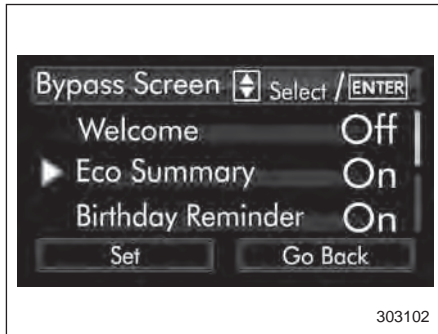 Bypass Screen Select / ENTER
Welcome Off
Eco Summary On
Birthday Reminder On
Set Go Back
303102